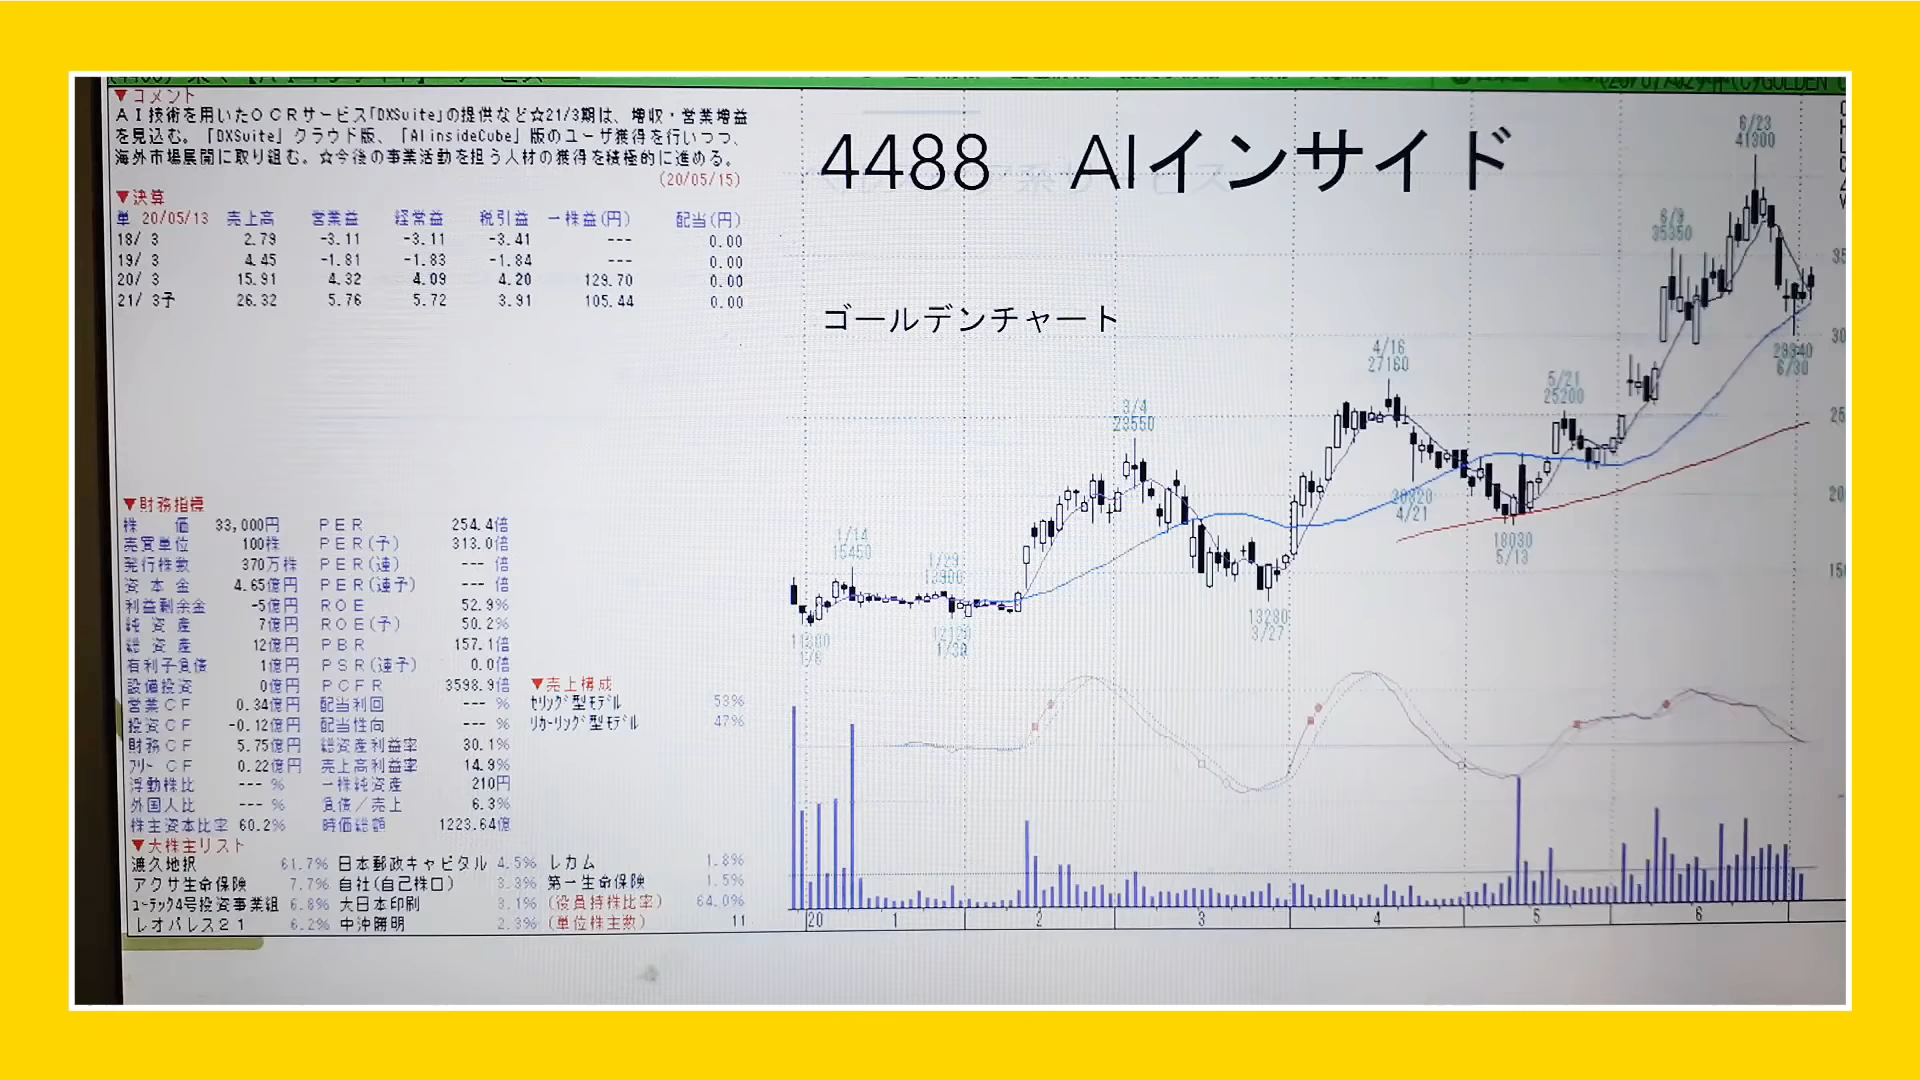 ▼コメント
AI技術を用いたOCRサービス｢DXSuite｣の提供など☆21/3期は、増収・営業増益
を見込む。｢DXSuite｣クラウド版、｢AI insideCube｣版のユーザ獲得を行いつつ、
海外市場展開に取り組む。☆今後の事業活動を担う人材の獲得を積極的に進める。
(20/05/15)
▼決算
単 20/05/13 売上高 営業益 経常益 税引益 一株益(円) 配当(円)
18/ 3 2.79 -3.11 -3.11 -3.41 --- 0.00
19/ 3 4.45 -1.81 -1.83 -1.84 --- 0.00
20/ 3 15.91 4.32 4.09 4.20 129.70 0.00
21/ 3予 26.32 5.76 5.72 3.91 105.44 0.00
4488 AIインサイド
ゴールデンチャート
▼財務指標
株価 33,000円 PER 254.4倍
売買単位 100株 PER(予) 313.0倍
発行株数 370万株 PER(連) --- 倍
資本金 4.65億円 PER(連予) --- 倍
利益剰余金 -5億円 ROE 52.9%
純資産 7億円 ROE(予) 50.2%
総資産 12億円 PBR 157.1倍
有利子負債 1億円 PSR(連予) 0.0倍
設備投資 0億円 PCFR 3598.9倍
営業CF 0.34億円 配当利回 --- %
投資CF -0.12億円 配当性向 --- %
財務CF 5.75億円 総資産利益率 30.1%
フリーCF 0.22億円 売上高利益率 14.9%
浮動株比 --- % 一株純資産 210円
外国人比 --- % 負債/売上 6.3%
株主資本比率 60.2% 時価総額 1223.64億
▼売上構成
ｾﾘﾝｸﾞ型ﾓﾃﾞﾙ 53%
ﾘｶｰﾘﾝｸﾞ型ﾓﾃﾞﾙ 47%
▼大株主リスト
渡久地択 61.7% 日本郵政キャピタル 4.5% レカム 1.8%
アクサ生命保険 7.7% 自社(自己株口) 3.3% 第一生命保険 1.5%
ﾕｰﾃｯｸ4号投資事業組 6.8% 大日本印刷 3.1% (役員持株比率) 64.0%
レオパレス21 6.2% 中沖勝明 2.3% (単位株主数) 11
6/23
41300
6/9
35350
29340
6/30
4/16
27160
5/21
25200
3/4
23550
4/21
18030
5/13
1/14
15450
1/29
13900
13280
3/27
12120
1/30
1/6
20 1 2 3 4 5 6